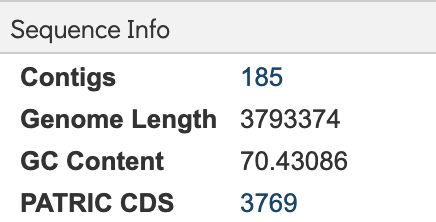 Sequence Info
Contigs 185
Genome Length 3793374
GC Content 70.43086
PATRIC CDS 3769